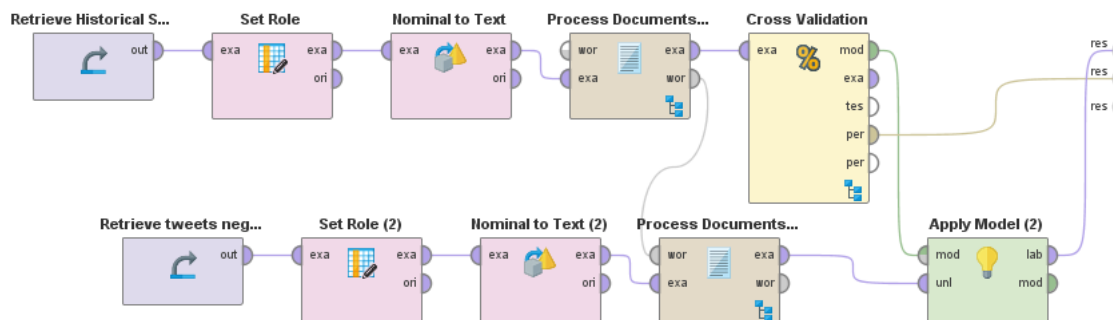 Retrieve Historical S... Set Role Nominal to Text Process Documents... Cross Validation
out exa exa exa exa wor exa exa mod res
ori ori exa wor exa res
tes res
per
per
Retrieve tweets neg... Set Role (2) Nominal to Text (2) Process Documents... Apply Model (2)
out exa exa exa exa wor exa mod lab
ori ori exa wor unl mod